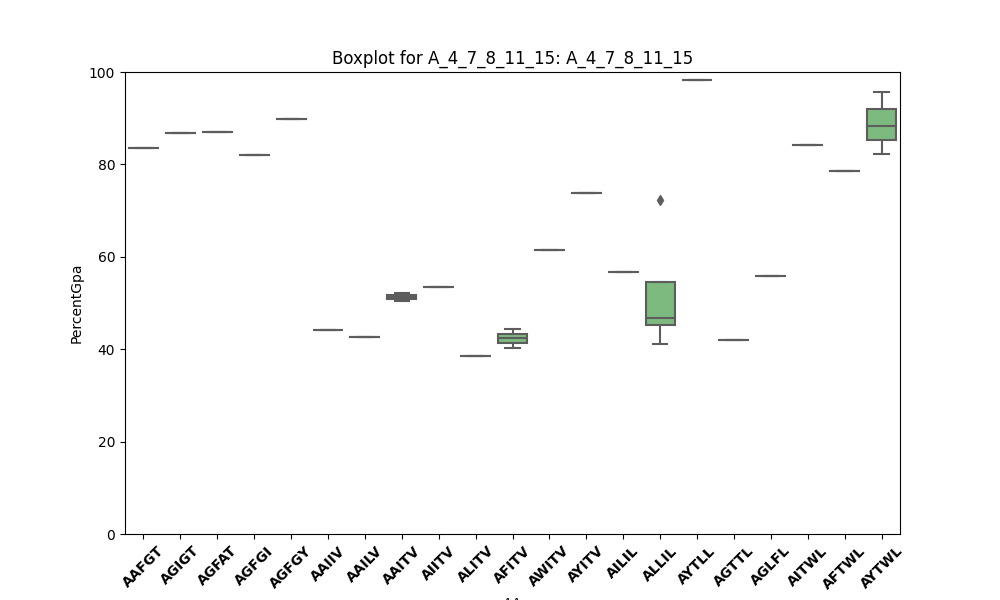 Boxplot for A_4_7_8_11_15: A_4_7_8_11_15
PercentGpa
100
80
60
40
20
0
AAFGT
AGIGT
AGFAT
AGFGI
AGFGY
AAIIV
AAILV
AAITV
AIITV
ALITV
AFITV
AWITV
AYITV
AILIL
ALLIL
AYTLL
AGTTL
AGLFL
AITWL
AFTWL
AYTWL